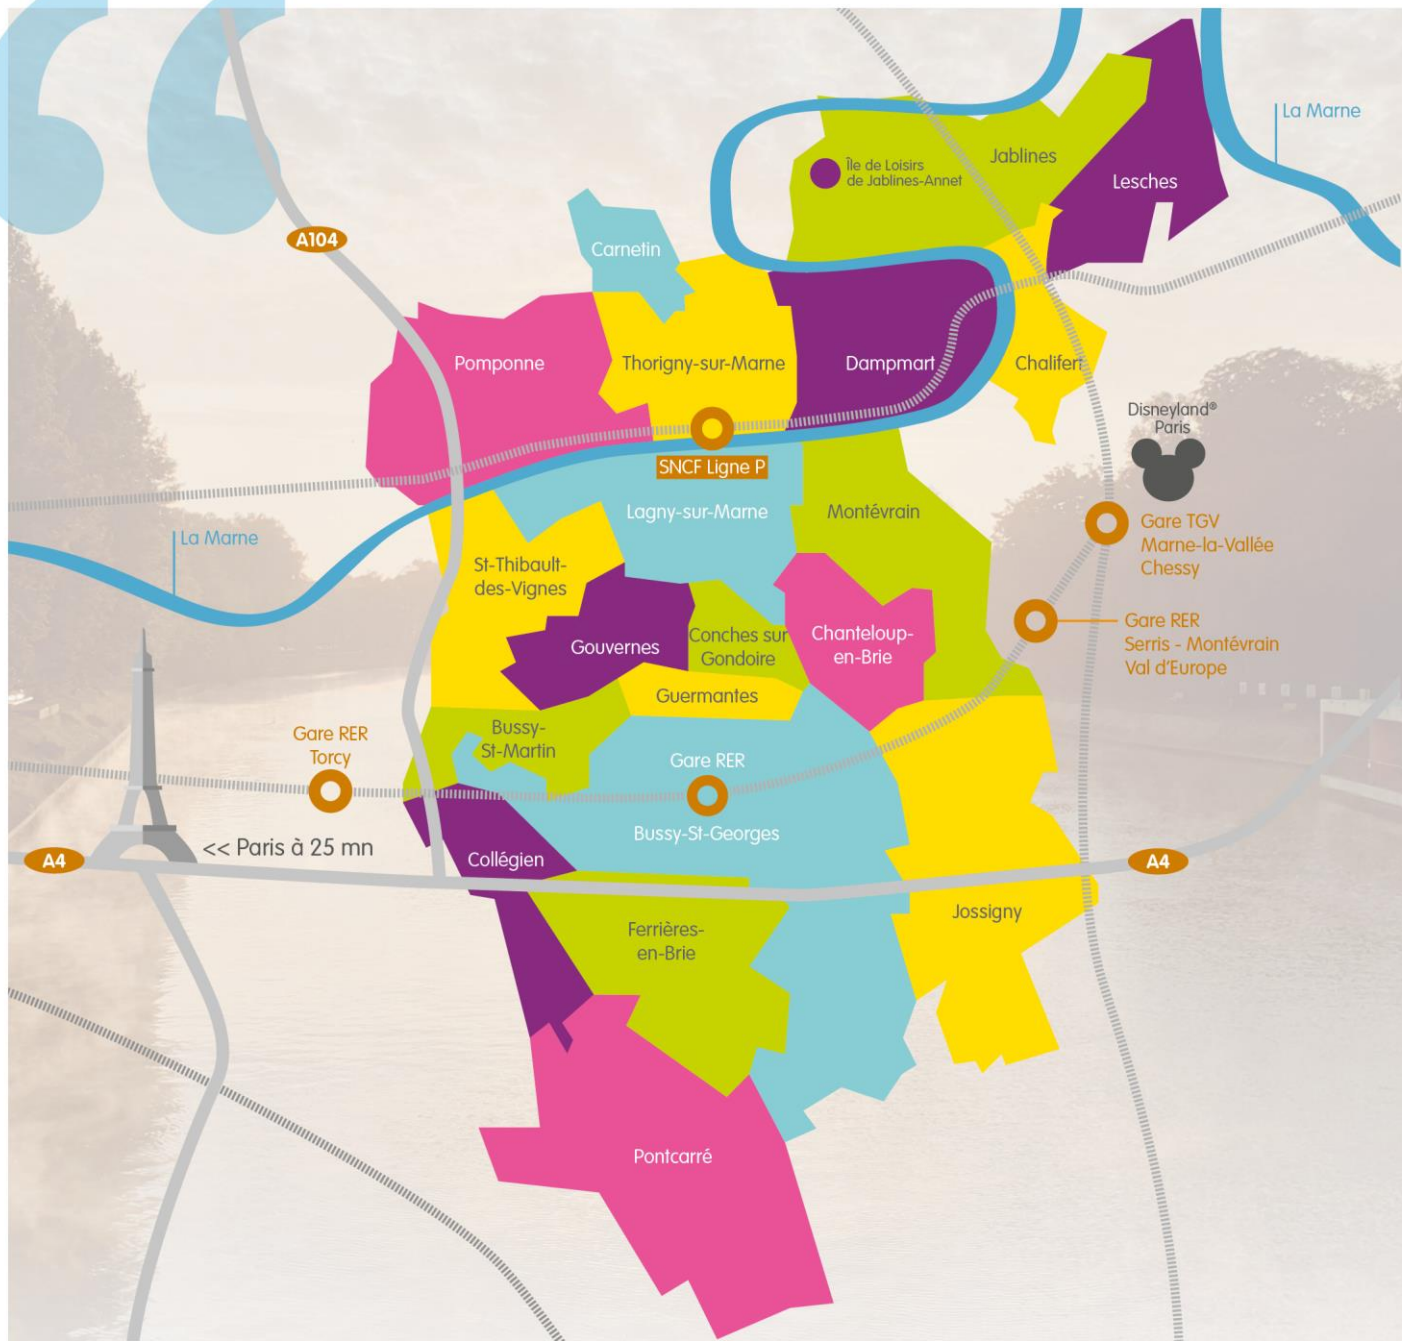 La Marne
Jablines
Île de Loisirs
de Jablines-Annet
Lesches
A104
Carnetin
Pomponne
Thorigny-sur-Marne
Dampmart
Chalifert
Disneyland®
Paris
SNCF Ligne P
Lagny-sur-Marne
Montévrain
Gare TGV
Marne-la-Vallée
Chessy
La Marne
St-Thibault-
des-Vignes
Gouvernes
Conches sur
Gondoire
Chanteloup-
en-Brie
Gare RER
Serris - Montévrain
Val d'Europe
Guermantes
Bussy-
St-Martin
Gare RER
Torcy
Gare RER
Bussy-St-Georges
<< Paris à 25 mn
A4
Collégien
A4
Jossigny
Ferrières-
en-Brie
Pontcarré